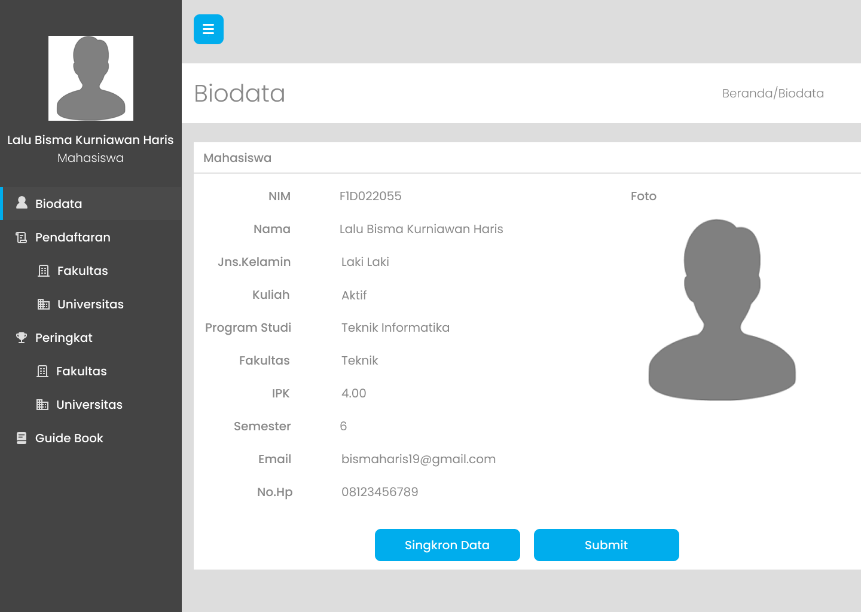 Lalu Bisma Kurniawan Haris
Mahasiswa
Biodata
Pendaftaran
Fakultas
Universitas
Peringkat
Fakultas
Universitas
Guide Book
Biodata
Beranda/Biodata
Mahasiswa
NIM F1D022055
Foto
Nama Lalu Bisma Kurniawan Haris
Jns.Kelamin Laki Laki
Kuliah Aktif
Program Studi Teknik Informatika
Fakultas Teknik
IPK 4.00
Semester 6
Email bismaharis19@gmail.com
No.Hp 08123456789
Singkron Data
Submit